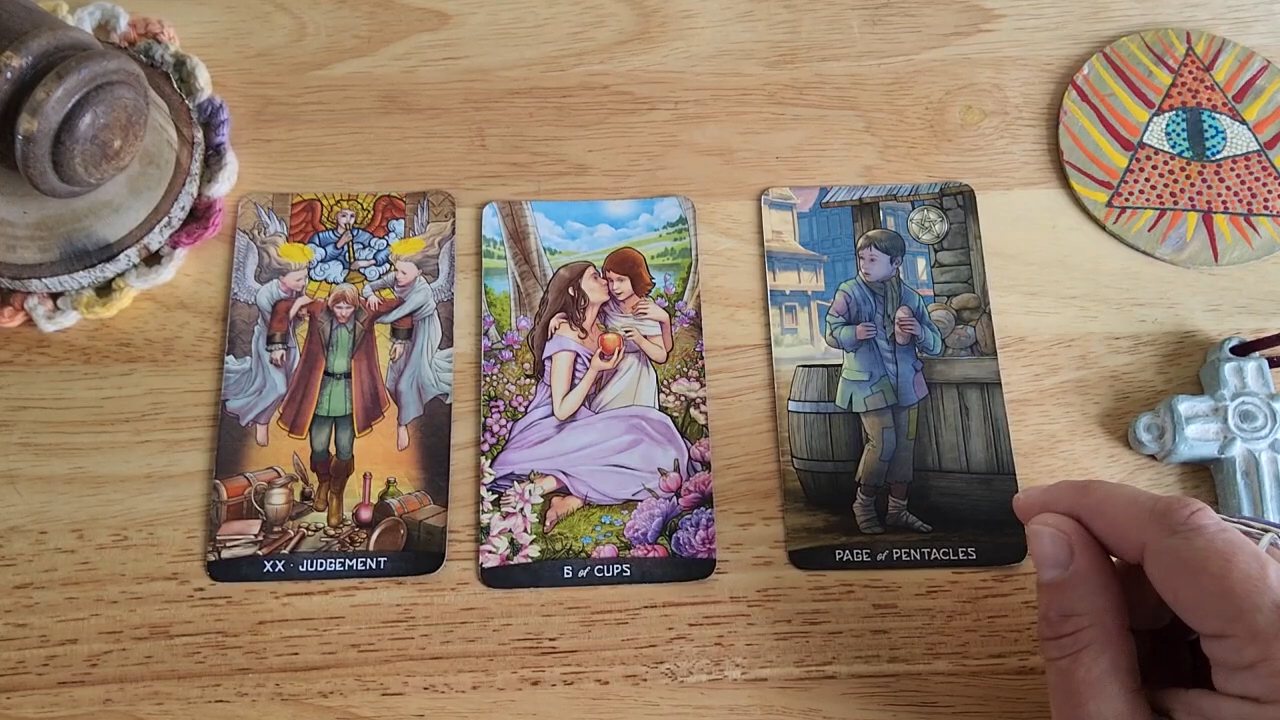 XX · JUDGEMENT
6 of CUPS
PAGE of PENTACLES